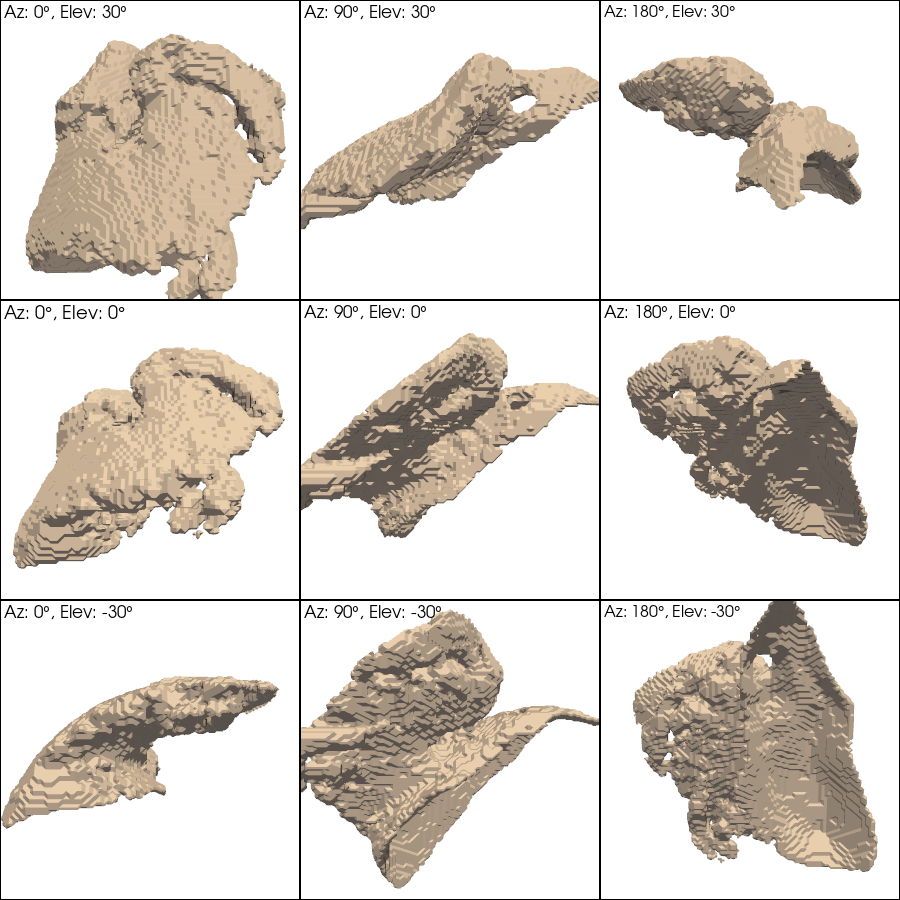 Az: 0°, Elev: 30°
Az: 90°, Elev: 30°
Az: 180°, Elev: 30°
Az: 0°, Elev: 0°
Az: 90°, Elev: 0°
Az: 180°, Elev: 0°
Az: 0°, Elev: -30°
Az: 90°, Elev: -30°
Az: 180°, Elev: -30°